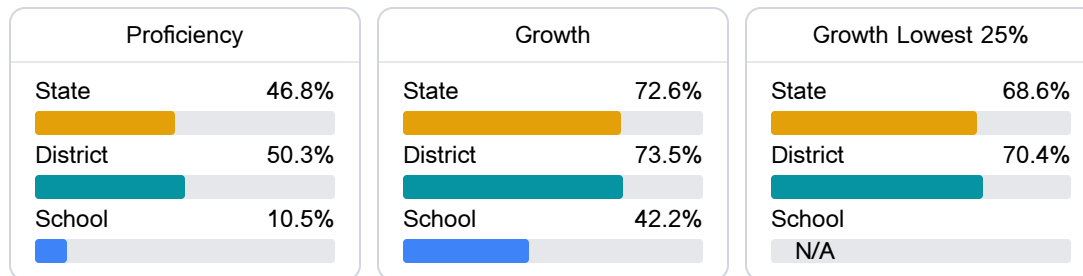 Proficiency
State 46.8%
District 50.3%
School 10.5%
Growth
State 72.6%
District 73.5%
School 42.2%
Growth Lowest 25%
State 68.6%
District 70.4%
School
N/A